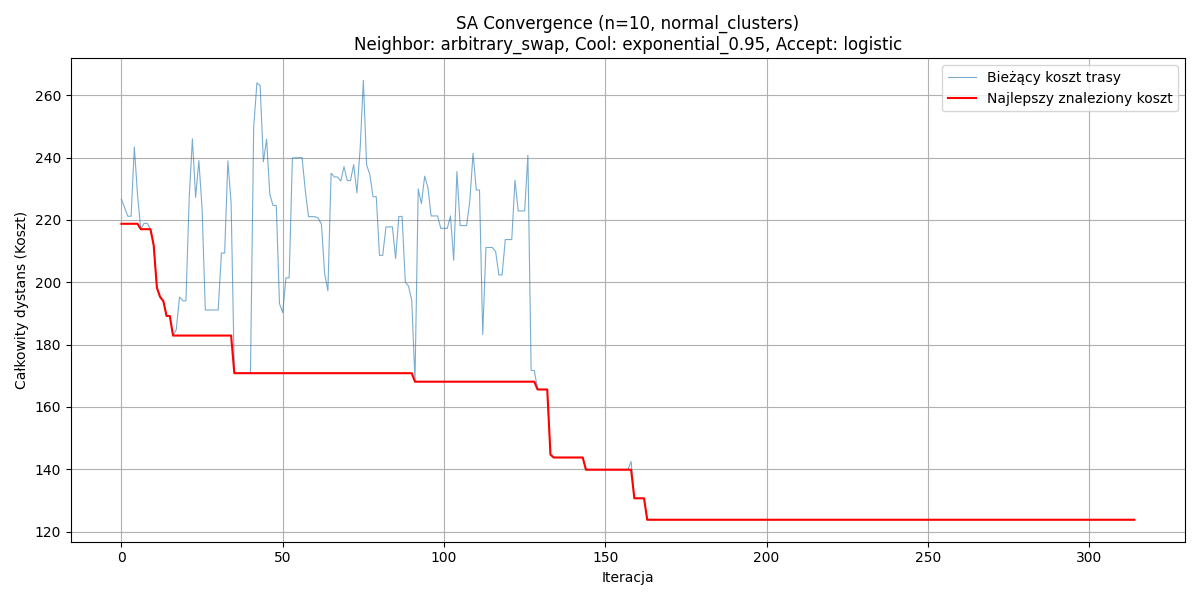 SA Convergence (n=10, normal_clusters)
Neighbor: arbitrary_swap, Cool: exponential_0.95, Accept: logistic
Bieżący koszt trasy
Najlepszy znaleziony koszt
Całkowity dystans (Koszt)
260
240
220
200
180
160
140
120
0 50 100 150 200 250 300
Iteracja